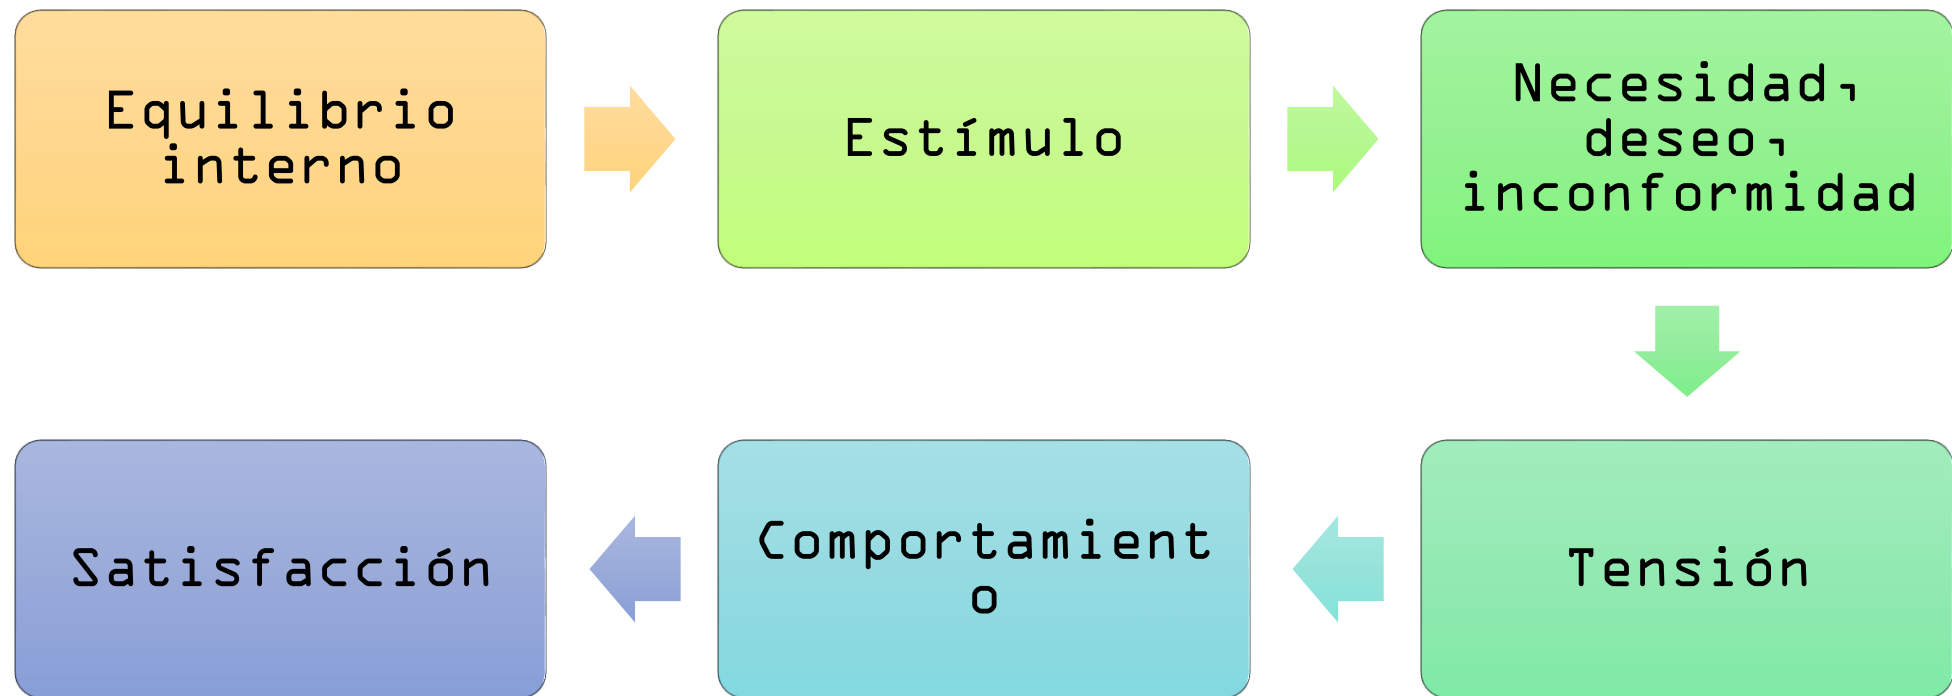 Equilibrio
interno
Estímulo
Necesidad,
deseo,
inconformidad
Tensión
Comportamient
o
Satisfacción